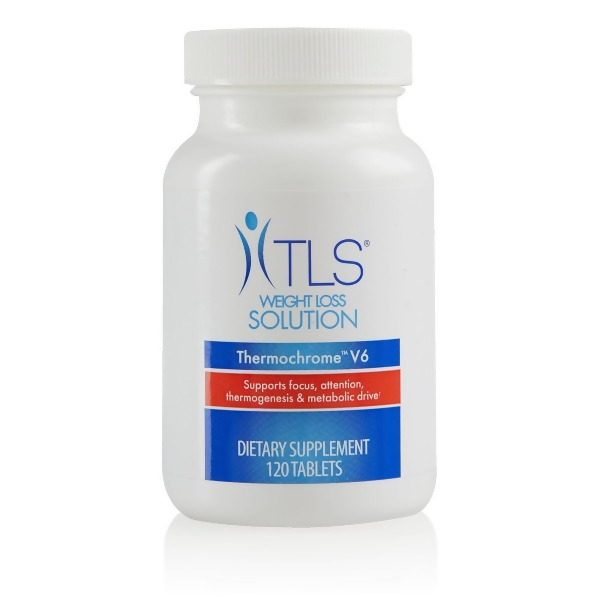 TLS®
WEIGHT LOSS
SOLUTION
Thermochrome™ V6
Supports focus, attention,
thermogenesis & metabolic drive†
DIETARY SUPPLEMENT
120 TABLETS